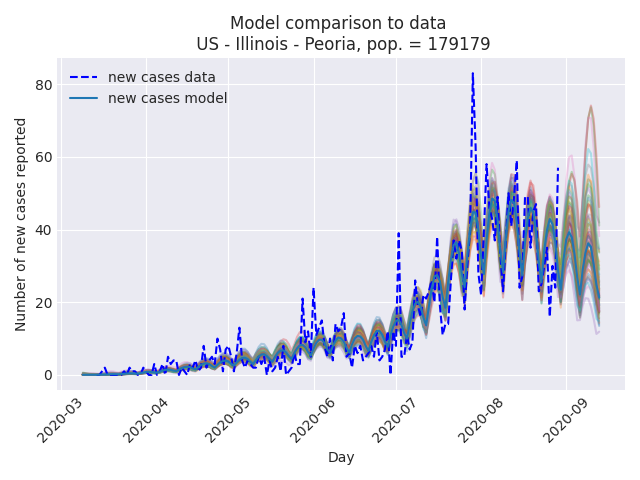 Model comparison to data
US - Illinois - Peoria, pop. = 179179
new cases data
new cases model
Number of new cases reported
80
60
40
20
0
2020-03
2020-04
2020-05
2020-06
2020-07
2020-08
2020-09
Day